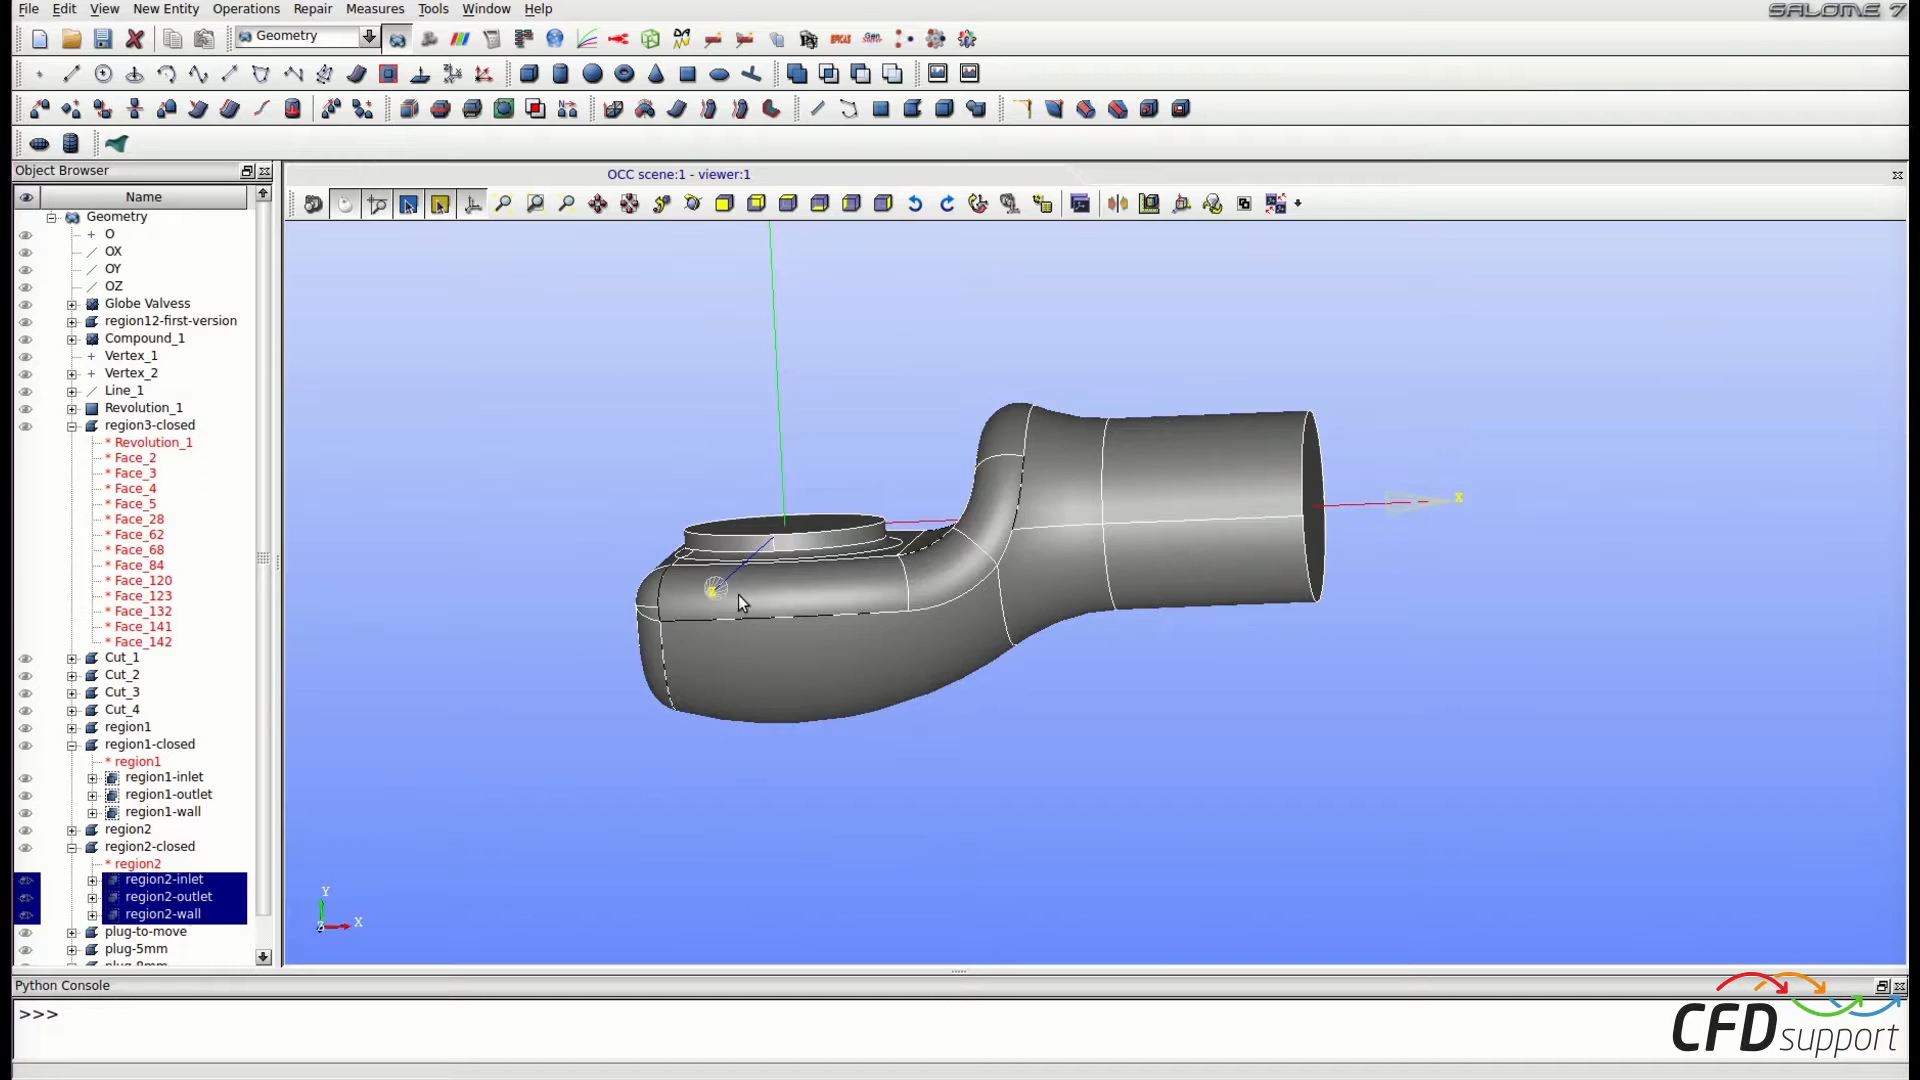 File Edit View New Entity Operations Repair Measures Tools Window Help
SALOME 7
Geometry
Object Browser
OCC scene:1 - viewer:1
Name
Geometry
O
OX
OY
OZ
Globe Valvess
region12-first-version
Compound_1
Vertex_1
Vertex_2
Line_1
Revolution_1
region3-closed
* Revolution_1
* Face_2
* Face_3
* Face_4
* Face_5
* Face_28
* Face_62
* Face_68
* Face_84
* Face_120
* Face_123
* Face_132
* Face_141
* Face_142
Cut_1
Cut_2
Cut_3
Cut_4
region1
region1-closed
* region1
region1-inlet
region1-outlet
region1-wall
region2
region2-closed
* region2
region2-inlet
region2-outlet
region2-wall
plug-to-move
plug-5mm
X
Z
Y
X
Z
Python Console
>>>
CFD support